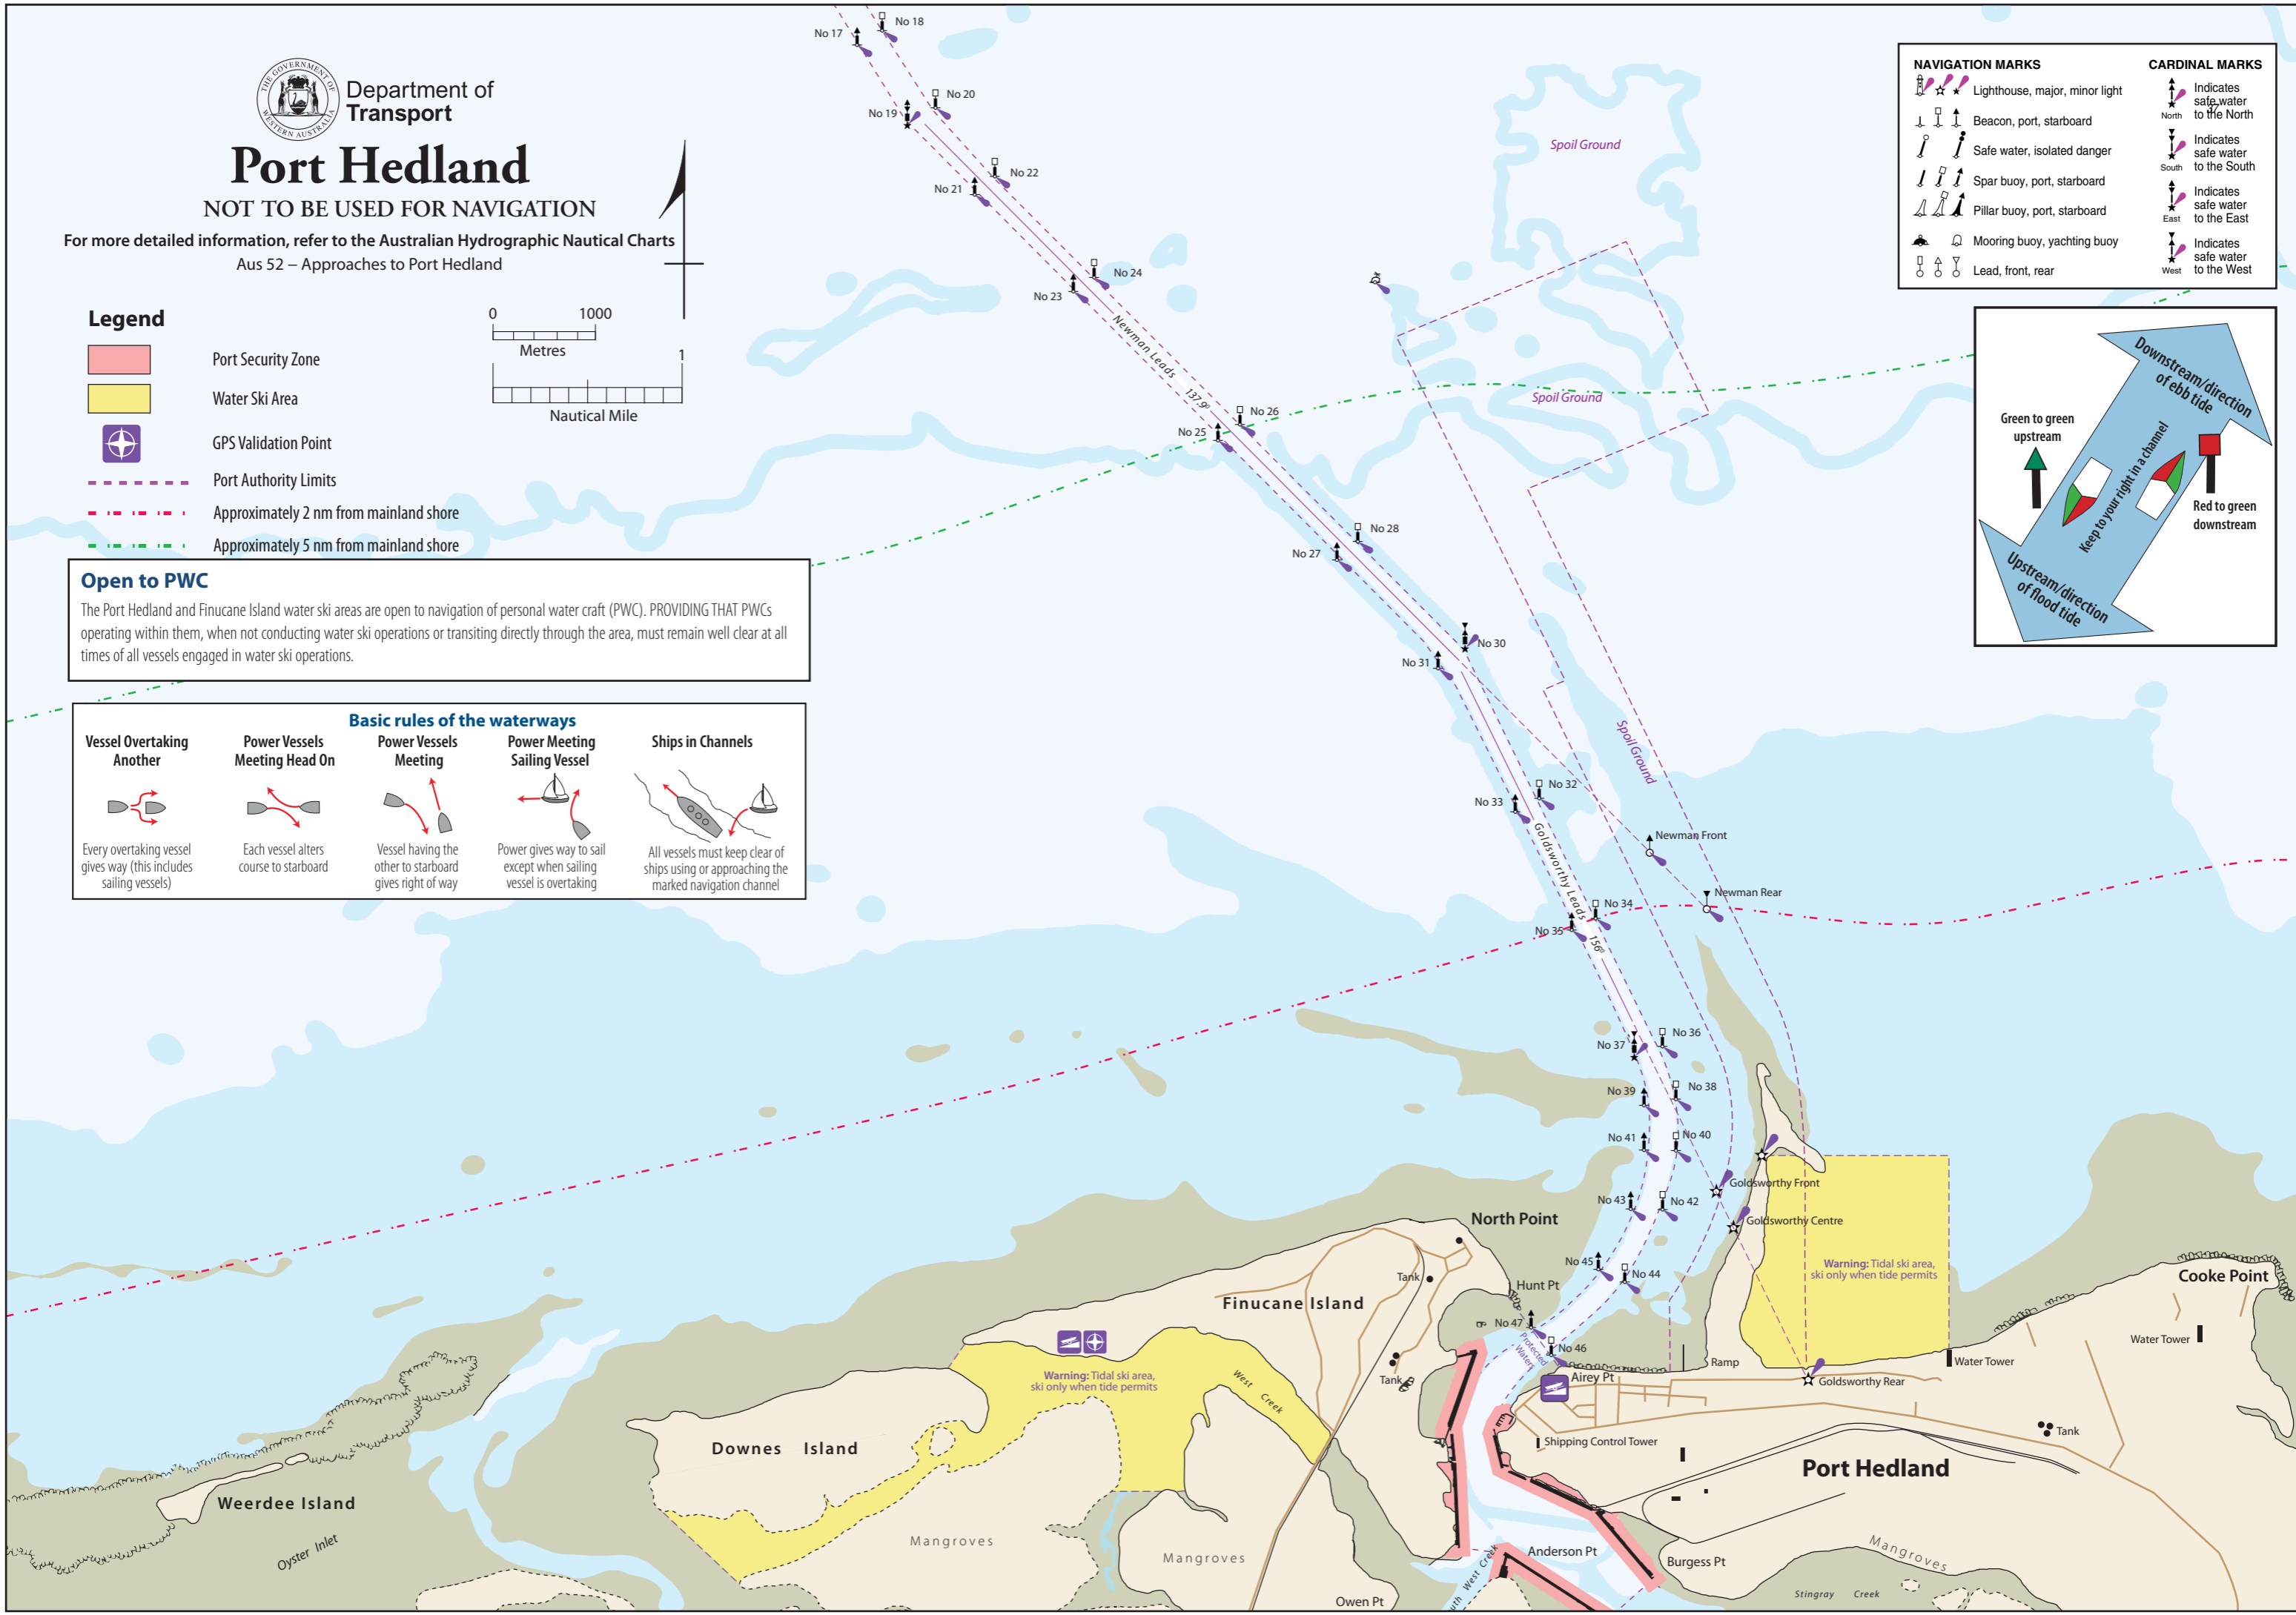 THE GOVERNMENT OF
WESTERN AUSTRALIA
Department of
Transport
Port Hedland
NOT TO BE USED FOR NAVIGATION
For more detailed information, refer to the Australian Hydrographic Nautical Charts
Aus 52 – Approaches to Port Hedland
Legend
Port Security Zone
Water Ski Area
GPS Validation Point
Port Authority Limits
Approximately 2 nm from mainland shore
Approximately 5 nm from mainland shore
0 1000
Metres
1
Nautical Mile
Open to PWC
The Port Hedland and Finucane Island water ski areas are open to navigation of personal water craft (PWC). PROVIDING THAT PWCs
operating within them, when not conducting water ski operations or transiting directly through the area, must remain well clear at all
times of all vessels engaged in water ski operations.
Basic rules of the waterways
Vessel Overtaking
Another
Every overtaking vessel
gives way (this includes
sailing vessels)
Power Vessels
Meeting Head On
Each vessel alters
course to starboard
Power Vessels
Meeting
Vessel having the
other to starboard
gives right of way
Power Meeting
Sailing Vessel
Power gives way to sail
except when sailing
vessel is overtaking
Ships in Channels
All vessels must keep clear of
ships using or approaching the
marked navigation channel
NAVIGATION MARKS
Lighthouse, major, minor light
Beacon, port, starboard
Safe water, isolated danger
Spar buoy, port, starboard
Pillar buoy, port, starboard
Mooring buoy, yachting buoy
Lead, front, rear
CARDINAL MARKS
North
Indicates
safe water
to the North
37
South
Indicates
safe water
to the South
East
Indicates
safe water
to the East
West
Indicates
safe water
to the West
Downstream/direction
of ebb tide
Green to green
upstream
Keep to your right in a channel
Red to green
downstream
Upstream/direction
of flood tide
No 17
No 18
No 19
No 20
No 21
No 22
No 23
No 24
Newman Leads 137.9°
No 25
No 26
No 27
No 28
No 30
No 31
Spoil Ground
Spoil Ground
Spoil Ground
No 32
No 33
Goldsworthy Leads 156°
Newman Front
Newman Rear
No 34
No 35
No 36
No 37
No 38
No 39
No 40
No 41
No 42
No 43
No 44
No 45
No 46
No 47
Goldsworthy Front
Goldsworthy Centre
Goldsworthy Rear
Warning: Tidal ski area,
ski only when tide permits
North Point
Hunt Pt
Protected
Waters
Tank
Tank
Finucane Island
Warning: Tidal ski area,
ski only when tide permits
West Creek
Downes Island
Weerdee Island
Oyster Inlet
Mangroves
Mangroves
Owen Pt
Ramp
Airey Pt
Water Tower
Cooke Point
Water Tower
Tank
Shipping Control Tower
Port Hedland
Anderson Pt
West Creek
Burgess Pt
Mangroves
Stingray Creek